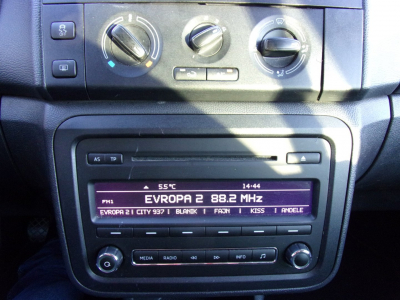 AS TP
5.5°C 14:44
FM1 EVROPA 2 88.2 MHz
EVROPA 2 CITY 937 BLANIK FAJN KISS ANDELE
MEDIA RADIO INFO